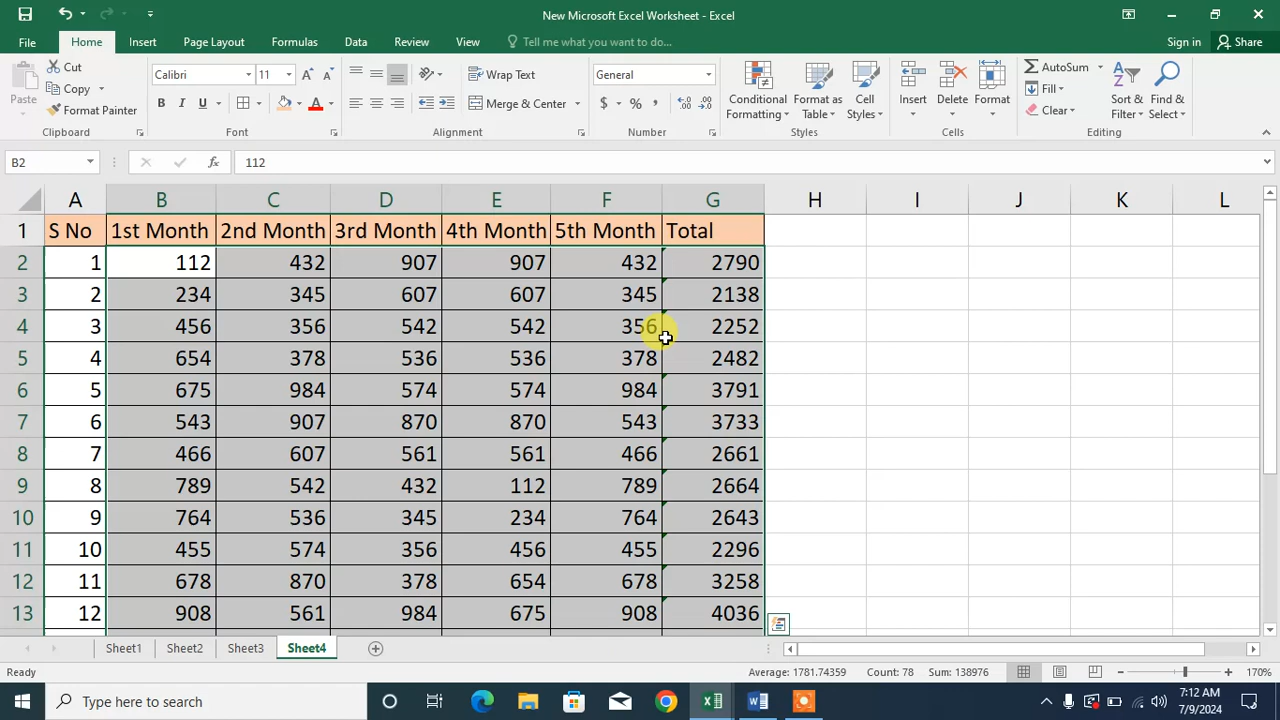 New Microsoft Excel Worksheet - Excel
File Home Insert Page Layout Formulas Data Review View Tell me what you want to do... Sign in Share
Paste Cut Copy Format Painter Clipboard
Calibri 11 A A B I U A Font
Wrap Text Merge & Center Alignment
General $ % , .0 .00 .00 .0 Number
Conditional Formatting Format as Table Cell Styles Styles
Insert Delete Format Cells
AutoSum Fill Clear Sort & Filter Find & Select Editing
B2 fx 112
A B C D E F G H I J K L
1 S No 1st Month 2nd Month 3rd Month 4th Month 5th Month Total
2 1 112 432 907 907 432 2790
3 2 234 345 607 607 345 2138
4 3 456 356 542 542 356 2252
5 4 654 378 536 536 378 2482
6 5 675 984 574 574 984 3791
7 6 543 907 870 870 543 3733
8 7 466 607 561 561 466 2661
9 8 789 542 432 112 789 2664
10 9 764 536 345 234 764 2643
11 10 455 574 356 456 455 2296
12 11 678 870 378 654 678 3258
13 12 908 561 984 675 908 4036
Sheet1 Sheet2 Sheet3 Sheet4
Ready Average: 1781.74359 Count: 78 Sum: 138976 170%
Type here to search 7:12 AM
7/9/2024